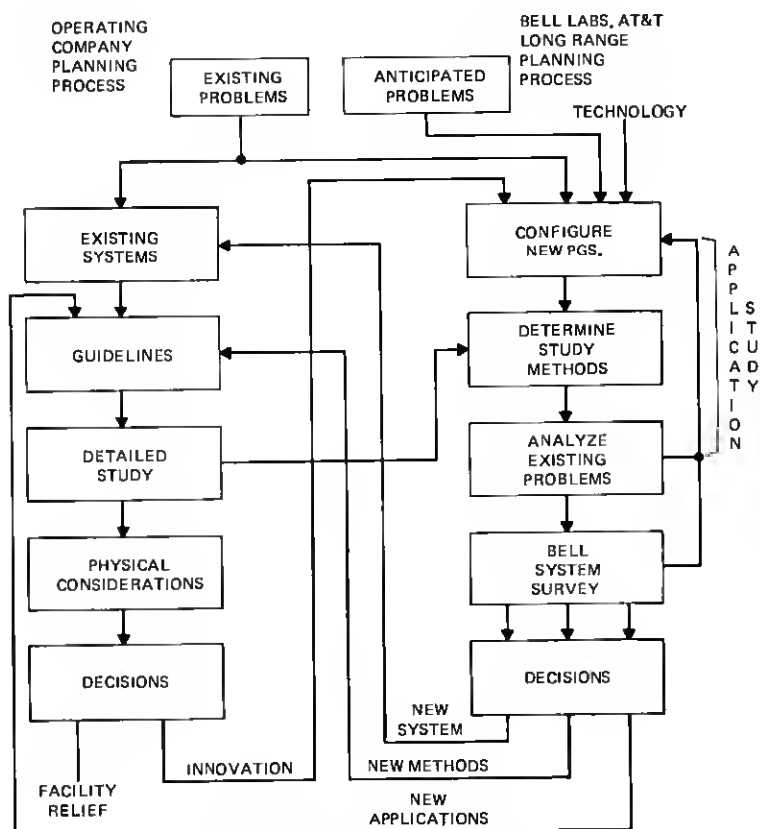 OPERATING
COMPANY
PLANNING
PROCESS
EXISTING
PROBLEMS
ANTICIPATED
PROBLEMS
BELL LABS, AT&T
LONG RANGE
PLANNING
PROCESS
TECHNOLOGY
EXISTING
SYSTEMS
CONFIGURE
NEW PGS.
APPLICATION
STUDY
GUIDELINES
DETERMINE
STUDY
METHODS
DETAILED
STUDY
ANALYZE
EXISTING
PROBLEMS
PHYSICAL
CONSIDERATIONS
BELL
SYSTEM
SURVEY
DECISIONS
DECISIONS
NEW
SYSTEM
INNOVATION
NEW METHODS
FACILITY
RELIEF
NEW
APPLICATIONS